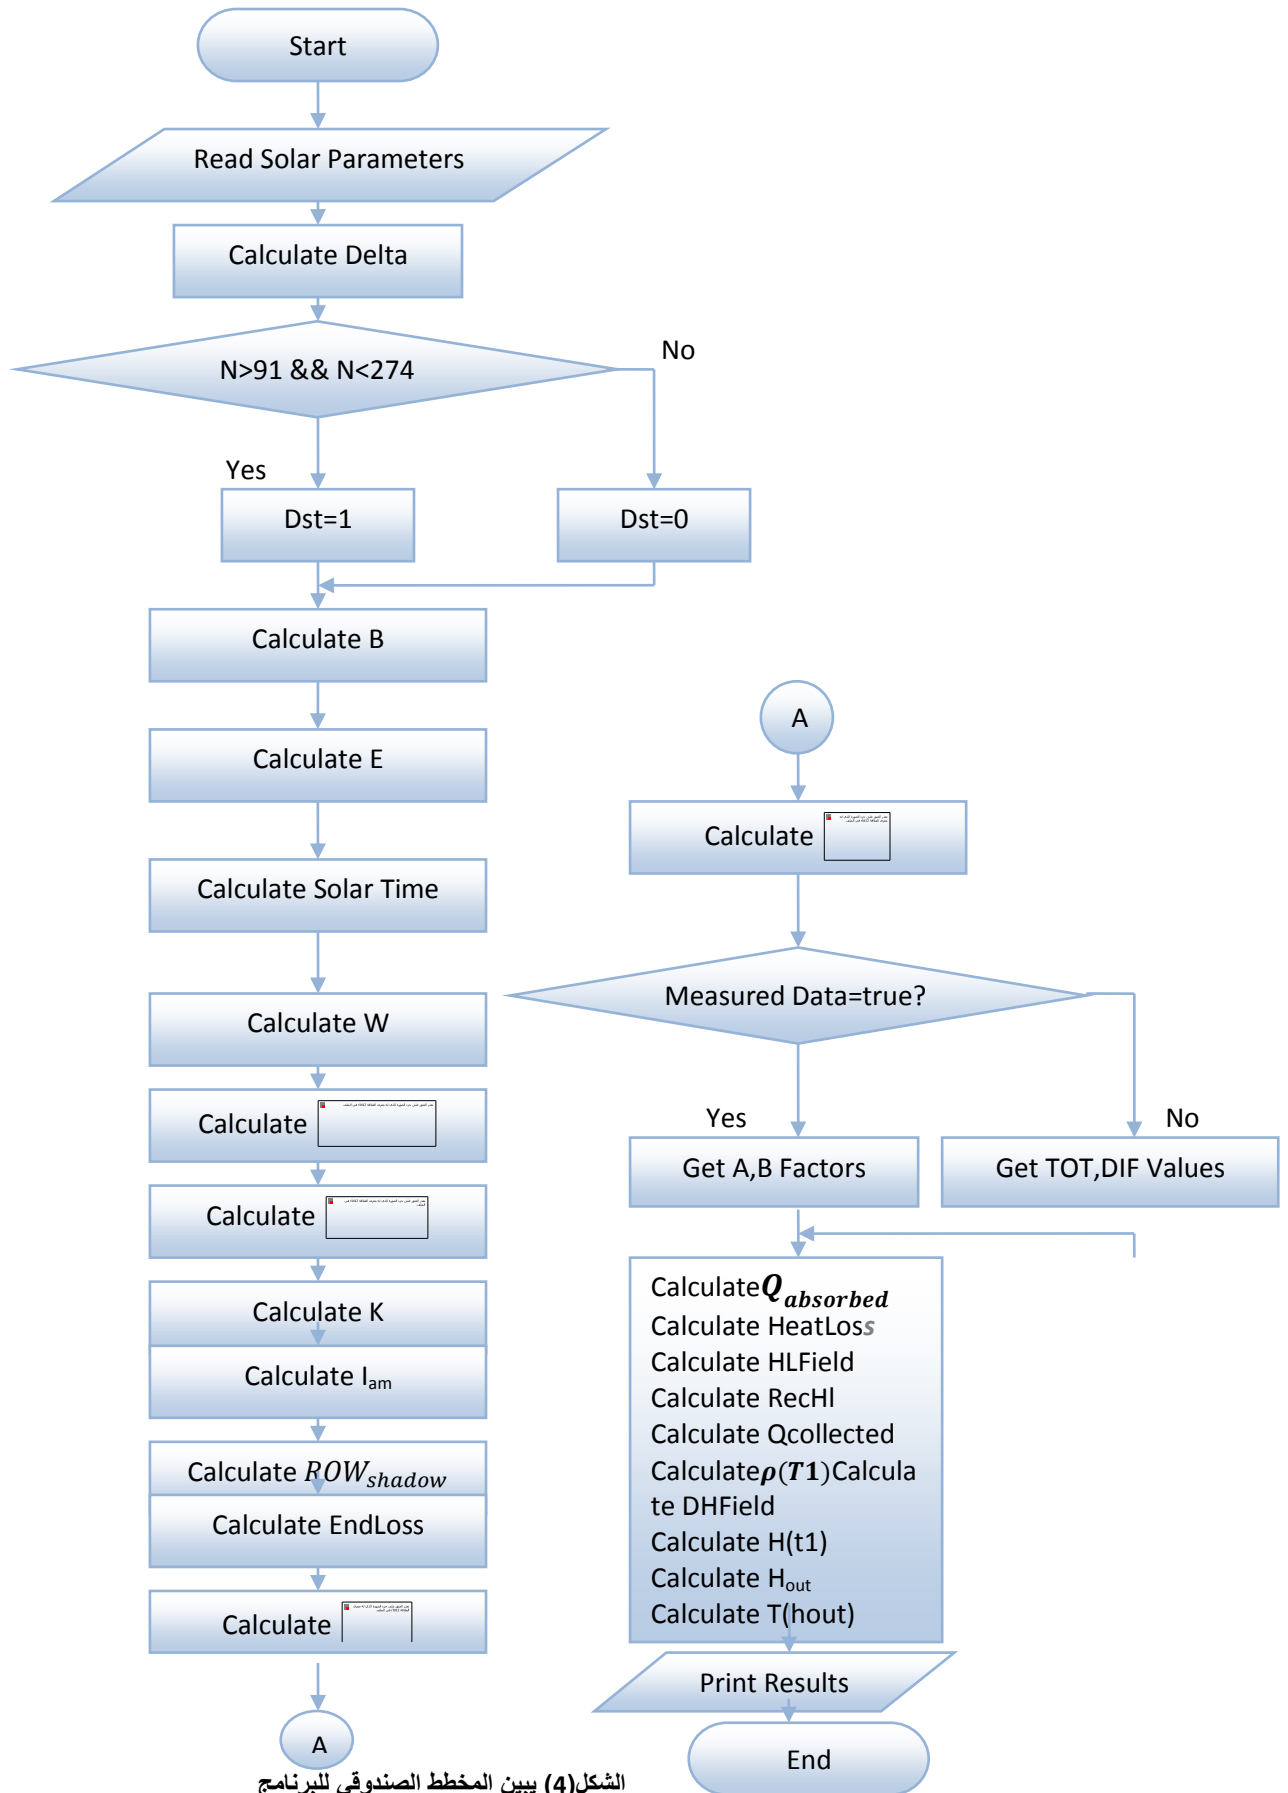 Start
Read Solar Parameters
Calculate Delta
N>91 && N<274
No
Yes
Dst=1
Dst=0
Calculate B
Calculate E
Calculate Solar Time
Calculate W
Calculate
Calculate
Calculate K
Calculate Iam
Calculate ROWshadow
Calculate EndLoss
Calculate
A
A
Calculate
Measured Data=true?
Yes
No
Get A,B Factors
Get TOT,DIF Values
CalculateQabsorbed
Calculate HeatLoss
Calculate HLField
Calculate RecHl
Calculate Qcollected
Calculateρ(T1)Calcula
te DHField
Calculate H(t1)
Calculate Hout
Calculate T(hout)
Print Results
End
الشكل(4) يبين المخطط الصندوقي للبرنامج